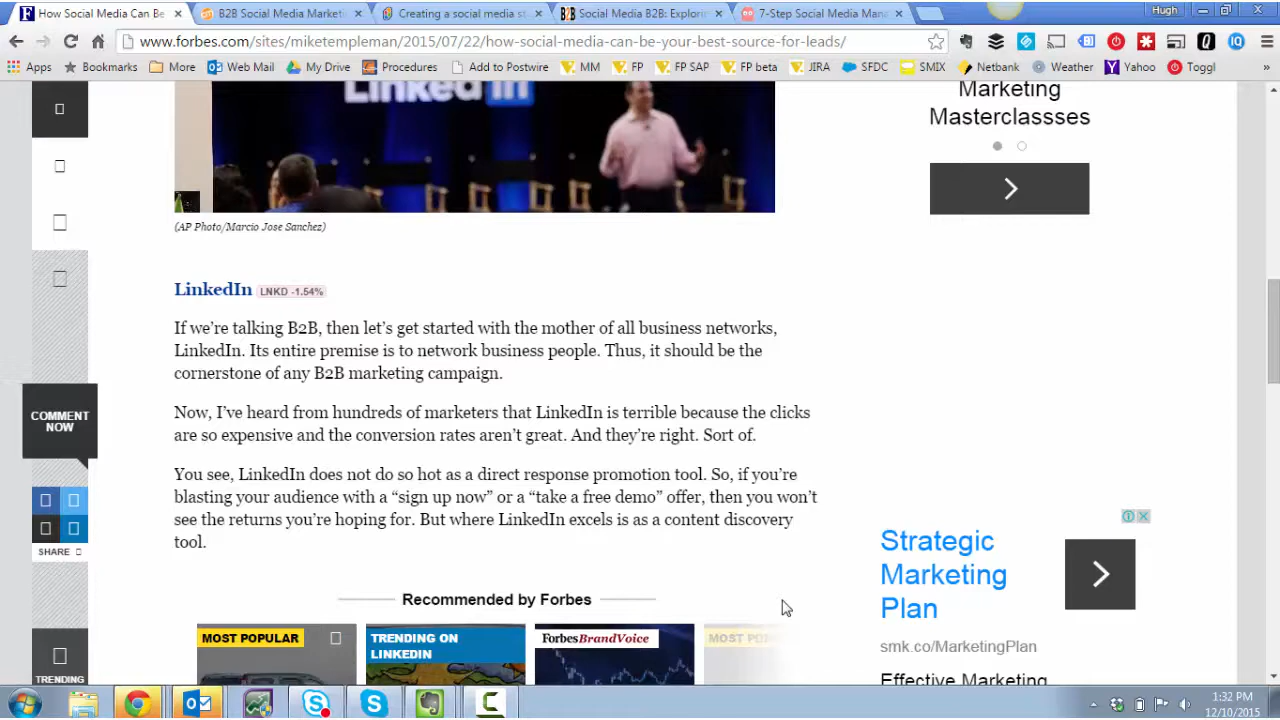 How Social Media Can Be
B2B Social Media Marketi
Creating a social media st
Social Media B2B: Explorin
7-Step Social Media Man
Hugh
www.forbes.com/sites/miketempleman/2015/07/22/how-social-media-can-be-your-best-source-for-leads/
Apps
Bookmarks
More
Web Mail
My Drive
Procedures
Add to Postwire
MM
FP
FP SAP
FP beta
JIRA
SFDC
SMIX
Netbank
Weather
Yahoo
Toggl
»
Linked in
Marketing
Masterclassses
(AP Photo/Marcio Jose Sanchez)
LinkedIn LNKD -1.54%
If we’re talking B2B, then let’s get started with the mother of all business networks,
LinkedIn. Its entire premise is to network business people. Thus, it should be the
cornerstone of any B2B marketing campaign.
Now, I’ve heard from hundreds of marketers that LinkedIn is terrible because the clicks
are so expensive and the conversion rates aren’t great. And they’re right. Sort of.
You see, LinkedIn does not do so hot as a direct response promotion tool. So, if you’re
blasting your audience with a “sign up now” or a “take a free demo” offer, then you won’t
see the returns you’re hoping for. But where LinkedIn excels is as a content discovery
tool.
COMMENT
NOW
SHARE
TRENDING
Recommended by Forbes
MOST POPULAR
TRENDING ON
LINKEDIN
ForbesBrandVoice
Strategic
Marketing
Plan
smk.co/MarketingPlan
Effective Marketing
1:32 PM
12/10/2015